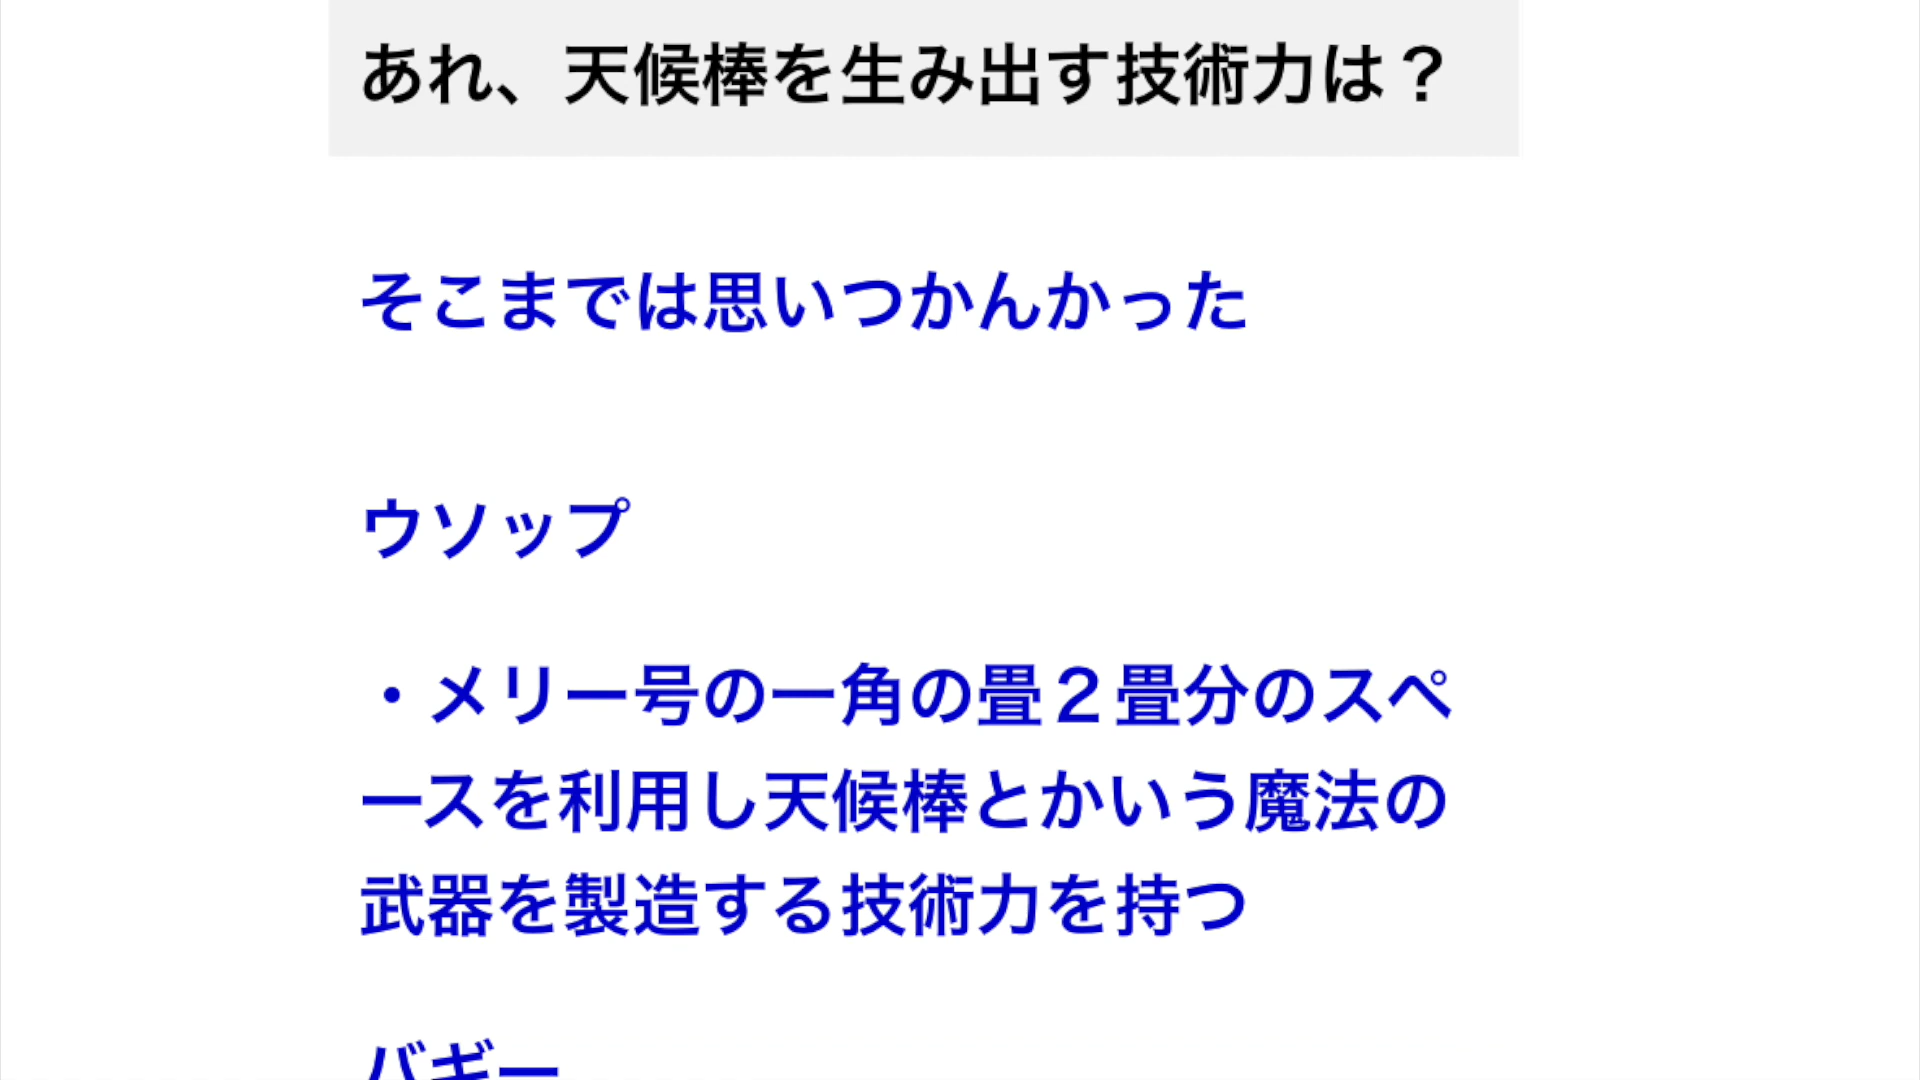 あれ、天候棒を生み出す技術力は？
そこまでは思いつかんかった
ウソップ
・メリー号の一角の畳２畳分のスペ
ースを利用し天候棒とかいう魔法の
武器を製造する技術力を持つ
バギー